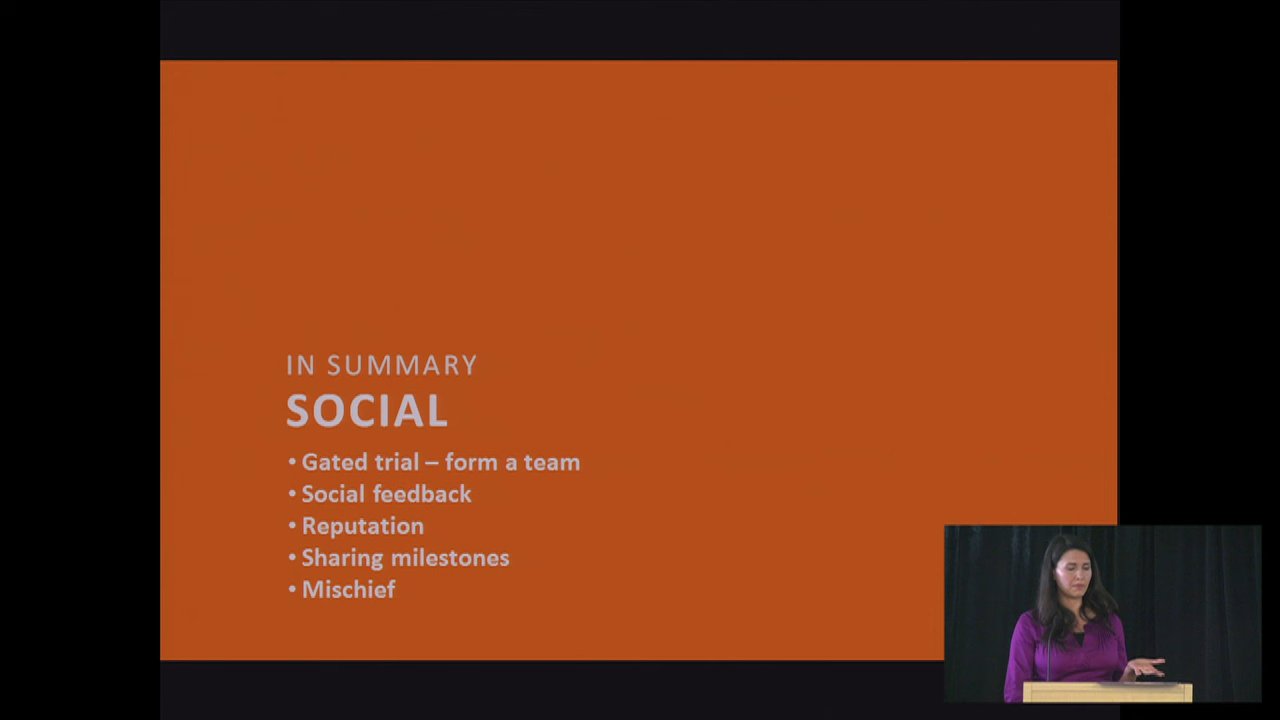 IN SUMMARY
SOCIAL
• Gated trial – form a team
• Social feedback
• Reputation
• Sharing milestones
• Mischief